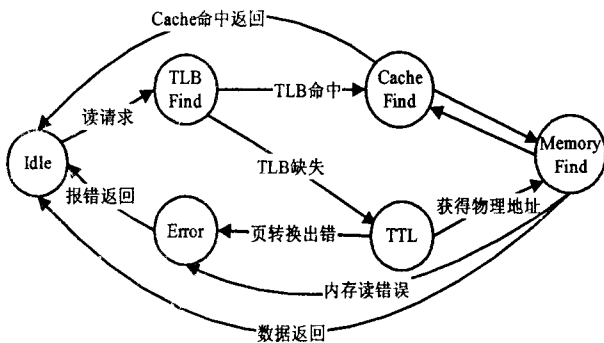 Cache命中返回
TLB
Find
TLB命中
Cache
Find
读请求
Memory
Find
Idle
TLB缺失
报错返回
获得物理地址
Error
页转换出错
TTL
内存读错误
数据返回